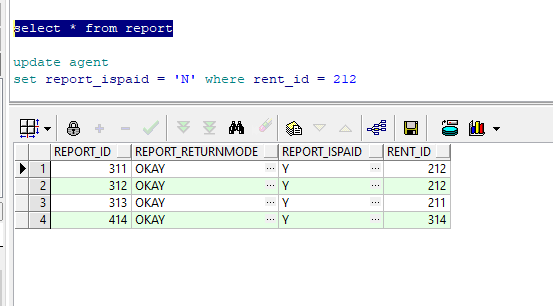 select * from report
update agent
set report_ispaid = 'N' where rent_id = 212
REPORT_ID REPORT_RETURNMODE REPORT_ISPAID RENT_ID
1 311 OKAY ... Y ... 212
2 312 OKAY ... Y ... 212
3 313 OKAY ... Y ... 211
4 414 OKAY ... Y ... 314